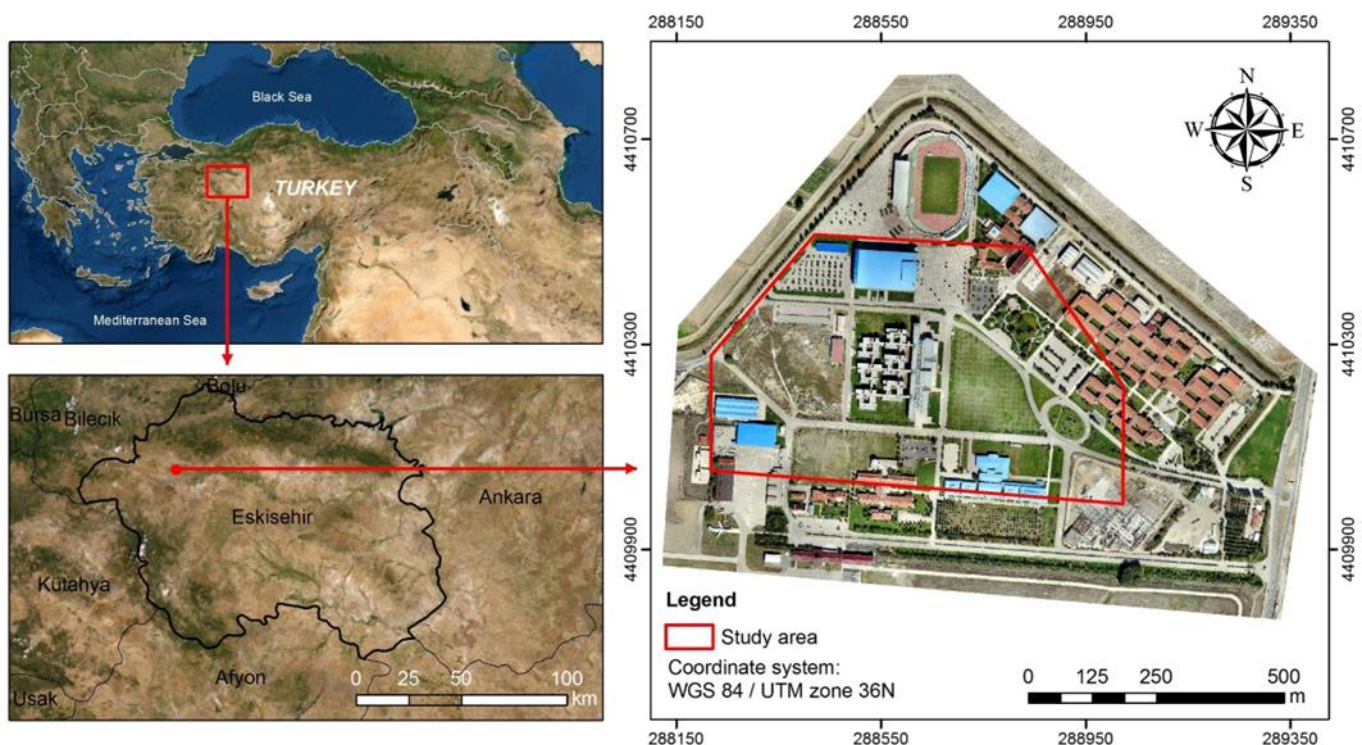 Black Sea
TURKEY
Mediterranean Sea
Bolu
Bursa
Bilecik
Ankara
Eskisehir
Kütahya
Afyon
Usak
0 25 50 100
km
288150 288550 288950 289350
4410700
4410300
4409900
N
W E
S
4410700
4410300
4409900
Legend
Study area
Coordinate system:
WGS 84 / UTM zone 36N
0 125 250 500
m
288150 288550 288950 289350